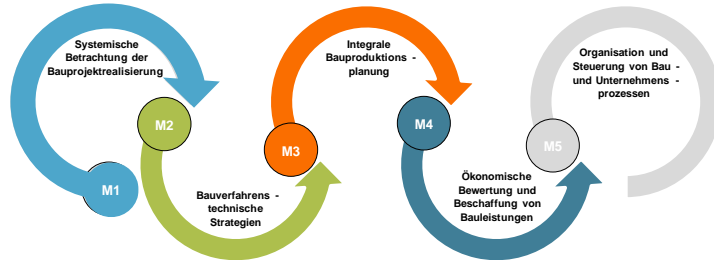 Systemische
Betrachtung der
Bauprojektrealisierung
M1
M2
Bauverfahrens -
technische
Strategien
Integrale
Bauproduktions -
planung
M3
M4
Ökonomische
Bewertung und
Beschaffung von
Bauleistungen
Organisation und
Steuerung von Bau -
und Unternehmens -
prozessen
M5